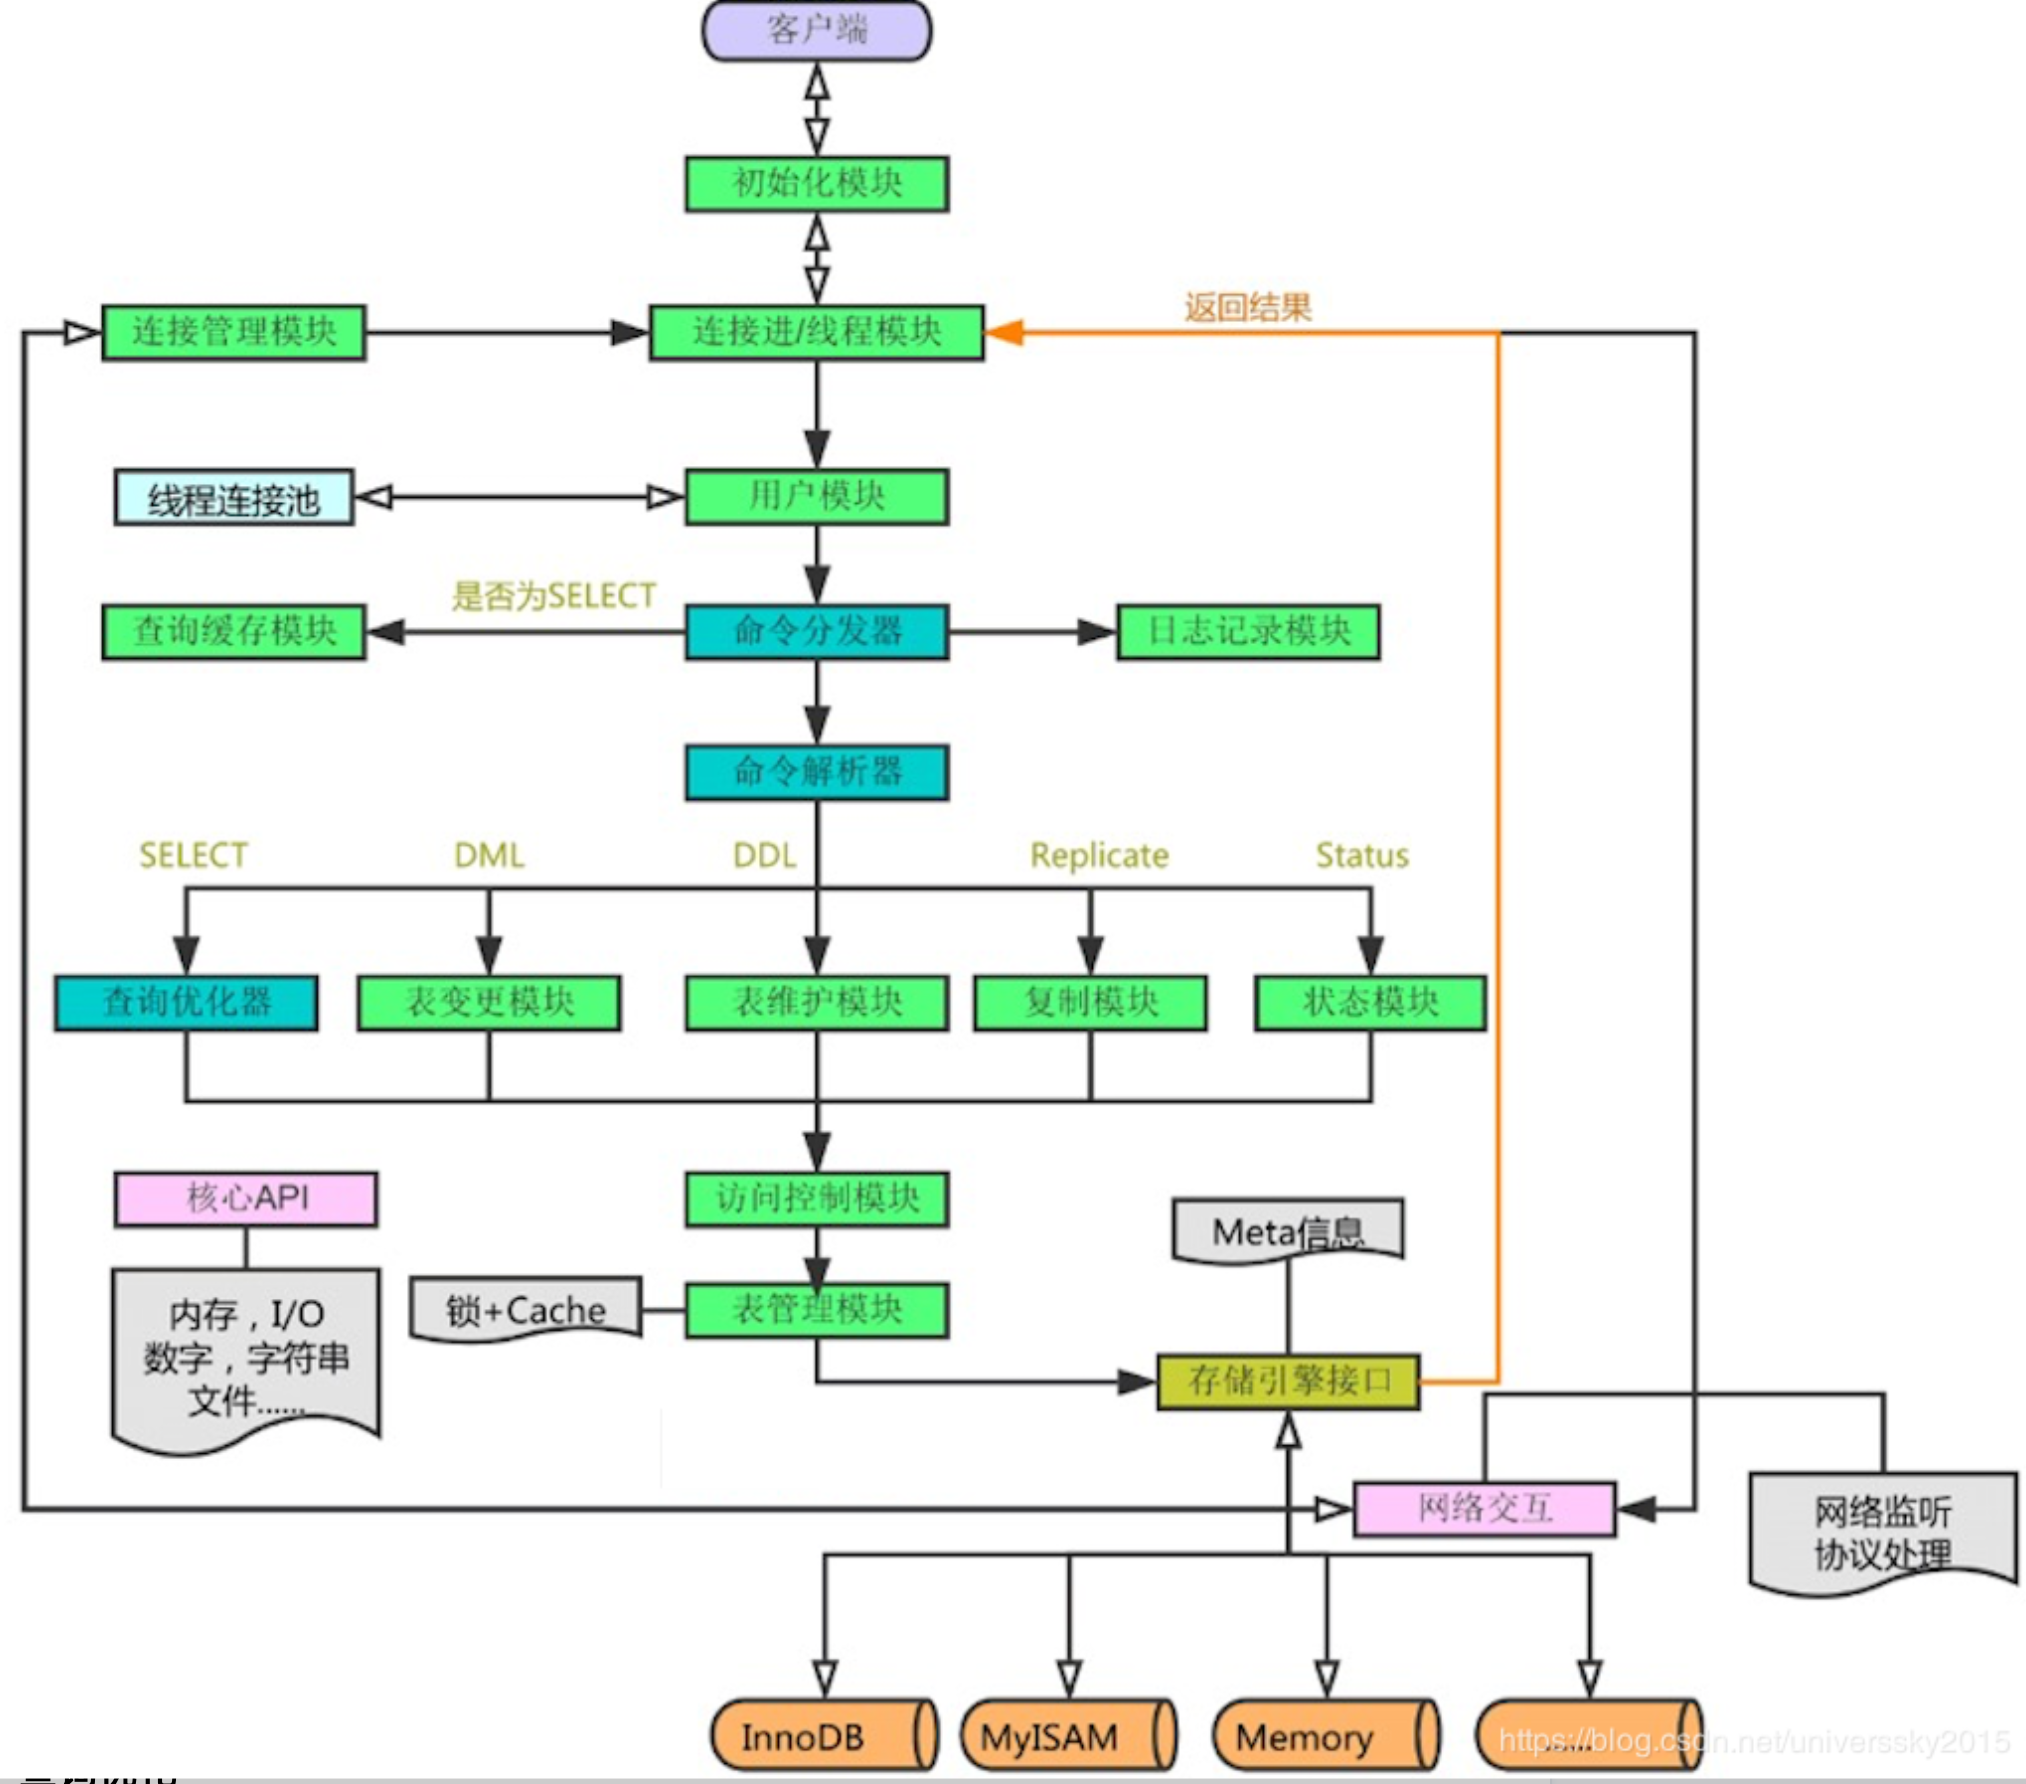 客户端
初始化模块
返回结果
连接管理模块
连接进/线程模块
线程连接池
用户模块
是否为SELECT
查询缓存模块
命令分发器
日志记录模块
命令解析器
SELECT
DML
DDL
Replicate
Status
查询优化器
表变更模块
表维护模块
复制模块
状态模块
核心API
访问控制模块
Meta信息
内存，I/O
数字，字符串
文件......
锁+Cache
表管理模块
存储引擎接口
网络交互
网络监听
协议处理
InnoDB
MyISAM
Memory
https://blog.csdn.net/universsky2015